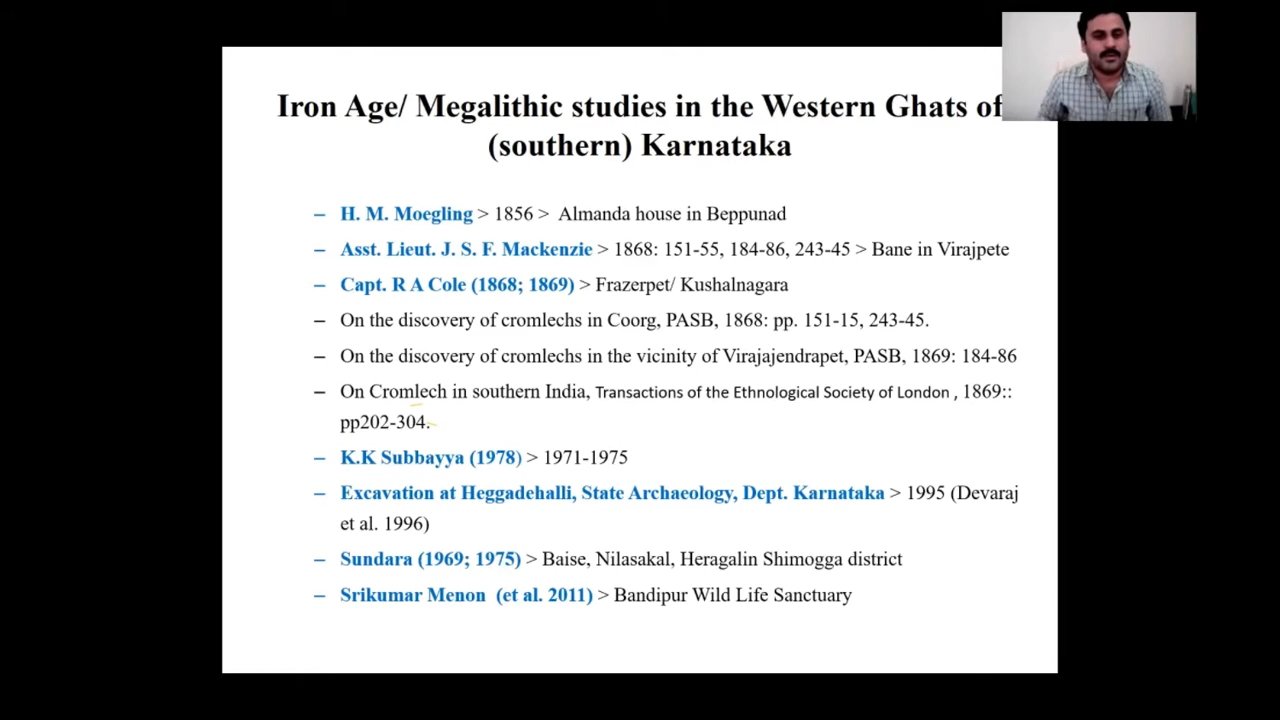 Iron Age/ Megalithic studies in the Western Ghats of
(southern) Karnataka
– H. M. Moegling > 1856 > Almanda house in Beppunad
– Asst. Lieut. J. S. F. Mackenzie > 1868: 151-55, 184-86, 243-45 > Bane in Virajpete
– Capt. R A Cole (1868; 1869) > Frazerpet/ Kushalnagara
– On the discovery of cromlechs in Coorg, PASB, 1868: pp. 151-15, 243-45.
– On the discovery of cromlechs in the vicinity of Virajajendrapet, PASB, 1869: 184-86
– On Cromlech in southern India, Transactions of the Ethnological Society of London , 1869::
pp202-304.
– K.K Subbayya (1978) > 1971-1975
– Excavation at Heggadehalli, State Archaeology, Dept. Karnataka > 1995 (Devaraj
et al. 1996)
– Sundara (1969; 1975) > Baise, Nilasakal, Heragalin Shimogga district
– Srikumar Menon (et al. 2011) > Bandipur Wild Life Sanctuary